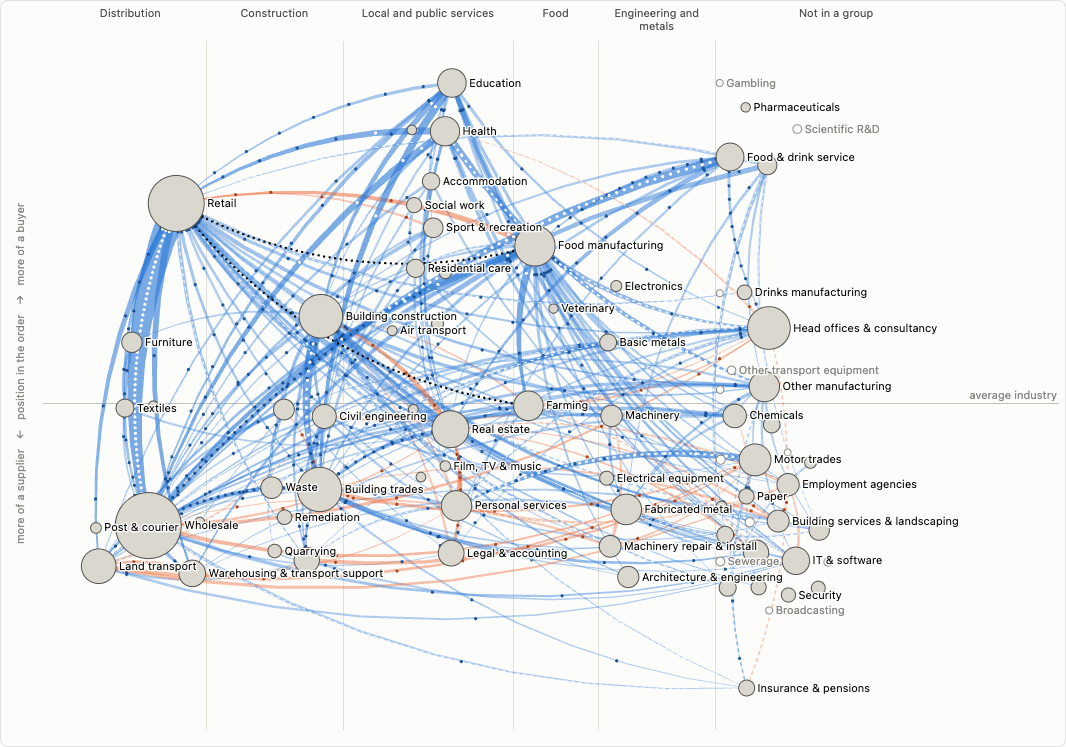 Distribution
Construction
Local and public services
Food
Engineering and
metals
Not in a group
Education
Gambling
Pharmaceuticals
Health
Scientific R&D
Food & drink service
Accommodation
Retail
Social work
Sport & recreation
Food manufacturing
Residential care
Electronics
Drinks manufacturing
Veterinary
Building construction
Air transport
Head offices & consultancy
Furniture
Basic metals
Other transport equipment
Other manufacturing
average industry
Textiles
Farming
Civil engineering
Machinery
Chemicals
Real estate
Motor trades
Film, TV & music
Electrical equipment
Employment agencies
Waste
Building trades
Paper
Personal services
Fabricated metal
Remediation
Building services & landscaping
Post & courier
Wholesale
Machinery repair & install
Quarrying
Legal & accounting
Sewerage
IT & software
Land transport
Warehousing & transport support
Architecture & engineering
Security
Broadcasting
Insurance & pensions
more of a supplier ← position in the order → more of a buyer